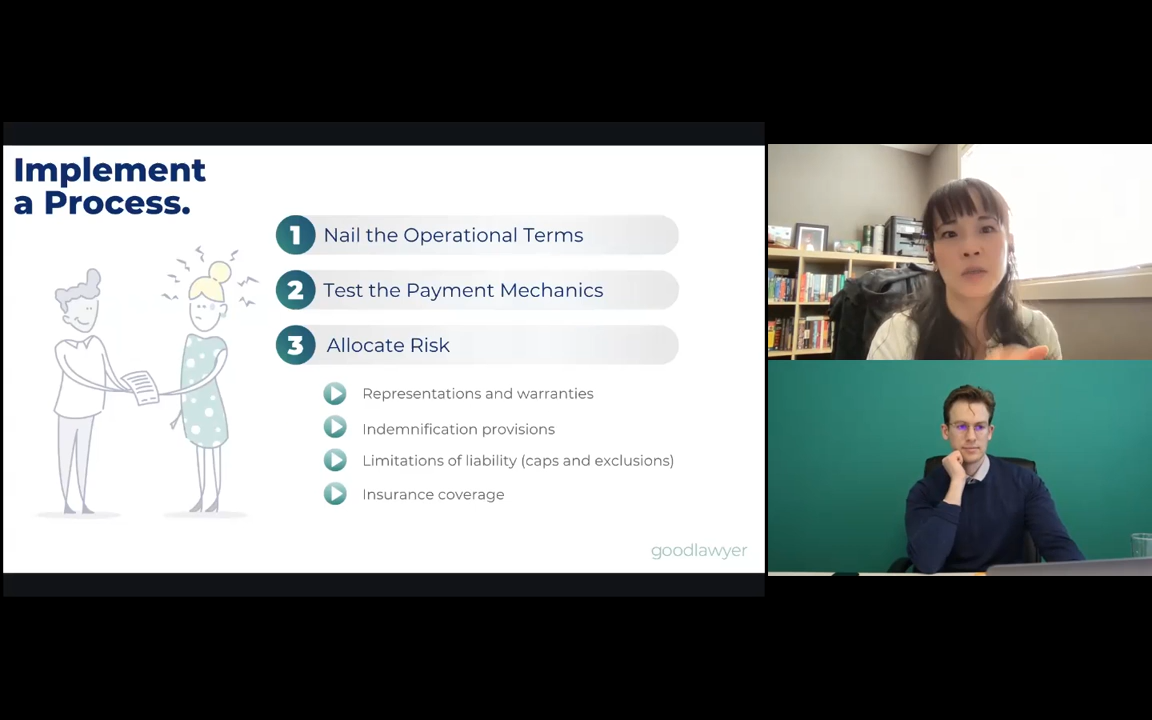 Implement
a Process.
1 Nail the Operational Terms
2 Test the Payment Mechanics
3 Allocate Risk
Representations and warranties
Indemnification provisions
Limitations of liability (caps and exclusions)
Insurance coverage
goodlawyer